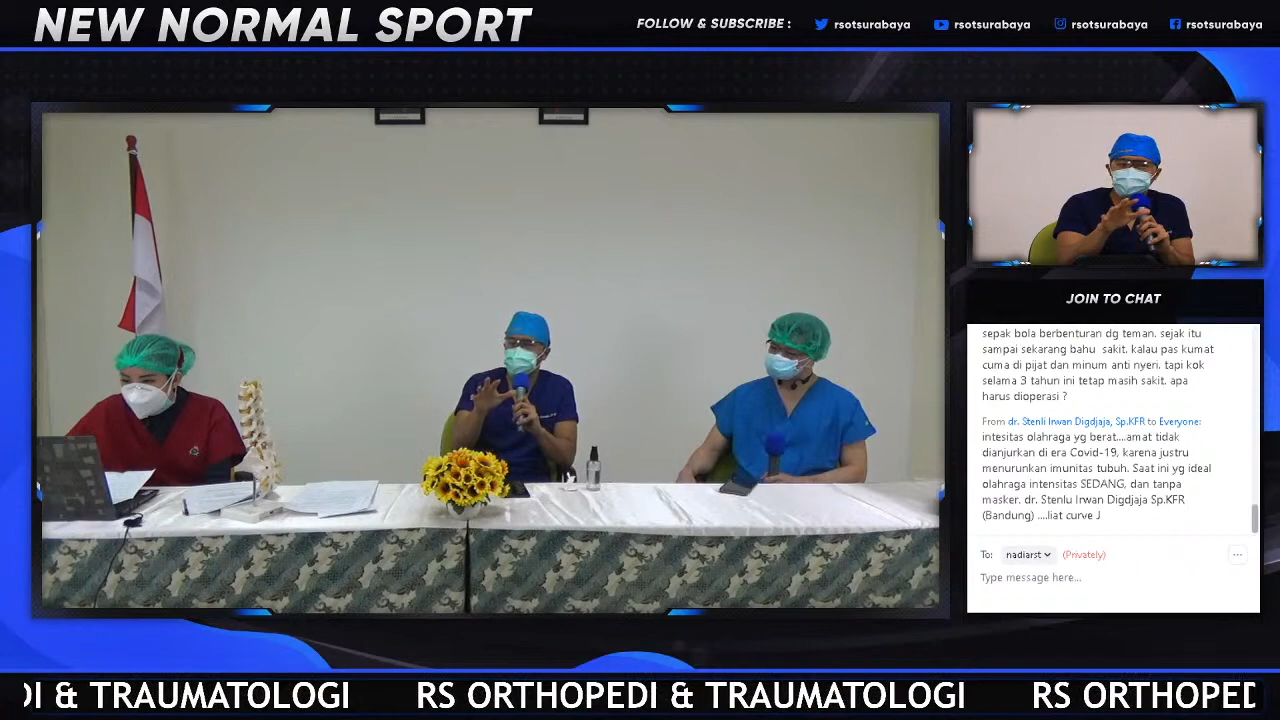 NEW NORMAL SPORT
FOLLOW & SUBSCRIBE :
rsotsurabaya
rsotsurabaya
rsotsurabaya
rsotsurabaya
JOIN TO CHAT
sepak bola berbenturan dg teman. sejak itu
sampai sekarang bahu sakit. kalau pas kumat
cuma di pijat dan minum anti nyeri. tapi kok
selama 3 tahun ini tetap masih sakit. apa
harus dioperasi ?
From dr. Stenli Irwan Digdjaja, Sp.KFR to Everyone:
intesitas olahraga yg berat....amat tidak
dianjurkan di era Covid-19, karena justru
menurunkan imunitas tubuh. Saat ini yg ideal
olahraga intensitas SEDANG, dan tanpa
masker. dr. Stenlu Irwan Digdjaja Sp.KFR
(Bandung) ....liat curve J
To: nadiarst (Privately)
Type message here...
DI & TRAUMATOLOGI RS ORTHOPEDI & TRAUMATOLOGI RS ORTHOPED